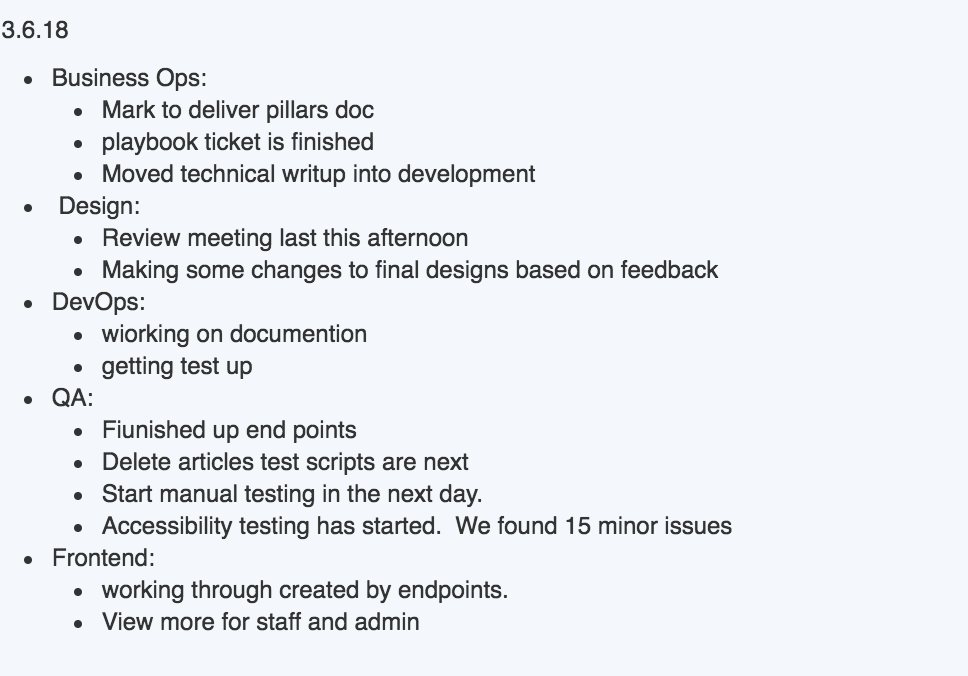 3.6.18
Business Ops:
Mark to deliver pillars doc
playbook ticket is finished
Moved technical writup into development
Design:
Review meeting last this afternoon
Making some changes to final designs based on feedback
DevOps:
wiorking on documention
getting test up
QA:
Fiunished up end points
Delete articles test scripts are next
Start manual testing in the next day.
Accessibility testing has started.  We found 15 minor issues
Frontend:
working through created by endpoints.
View more for staff and admin